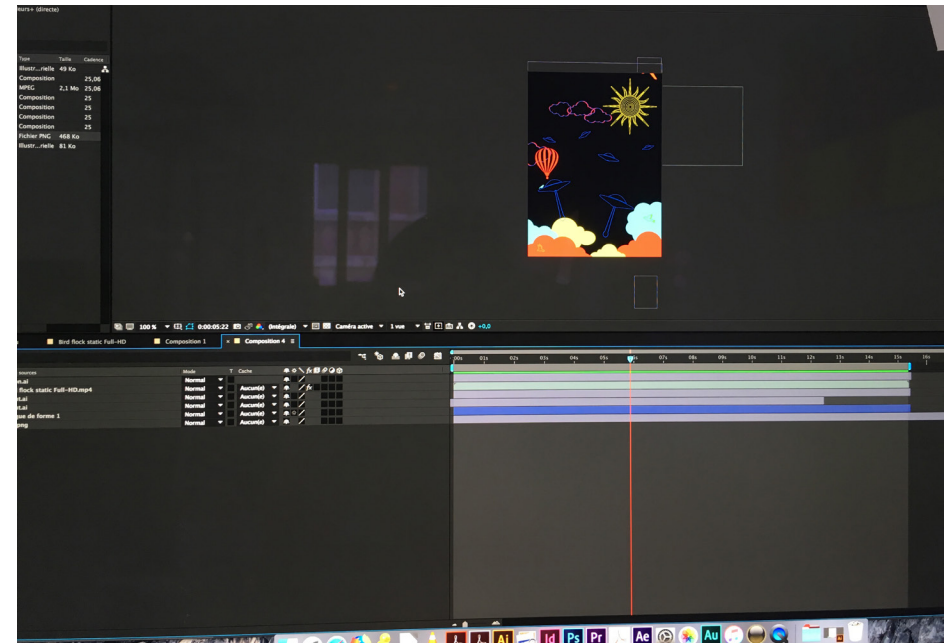 eurs+ (directe)
Type Taille Cadence
Illustr...rielle 49 Ko
Composition 25,06
MPEG 2,1 Mo 25,06
Composition 25
Composition 25
Composition 25
Composition 25
Fichier PNG 468 Ko
Illustr...rielle 81 Ko
100 % 0:00:05:22 (intégrale) Caméra active 1 vue +0,0
Bird flock static Full-HD Composition 1 × Composition 4
sources Mode T Cache fx
:00s 01s 02s 03s 04s 05s 06s 07s 08s 09s 10s 11s 12s 13s 14s 15s 16s
n.ai Normal
flock static Full-HD.mp4 Normal Aucun(e) fx
t.ai Normal Aucun(e)
t.ai Normal Aucun(e)
que de forme 1 Normal Aucun(e)
png Normal Aucun(e)
Ai Id Ps Pr Ae Au